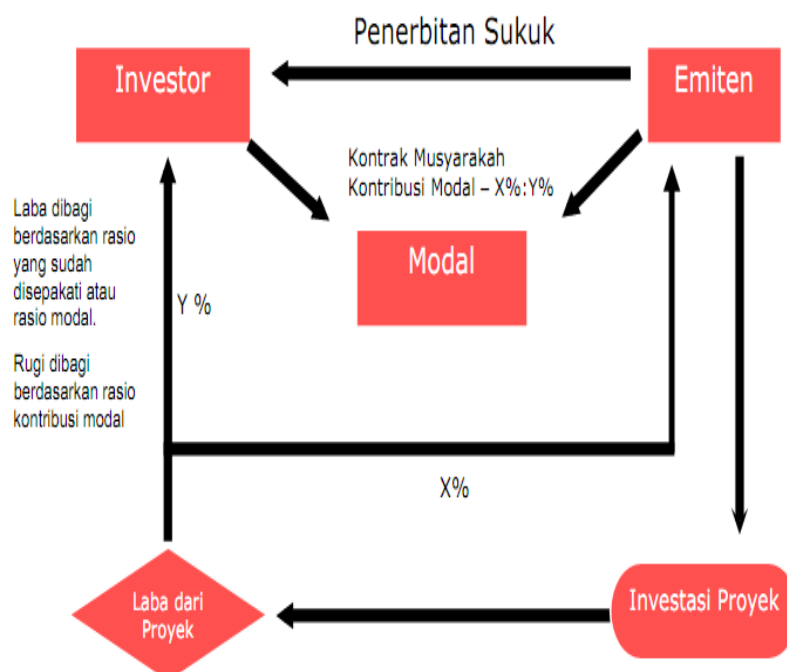 Penerbitan Sukuk
Investor
Emiten
Kontrak Musyarakah
Kontribusi Modal – X%:Y%
Modal
Laba dibagi
berdasarkan rasio
yang sudah
disepakati atau
rasio modal.
Y %
Rugi dibagi
berdasarkan rasio
kontribusi modal
X%
Laba dari
Proyek
Investasi Proyek